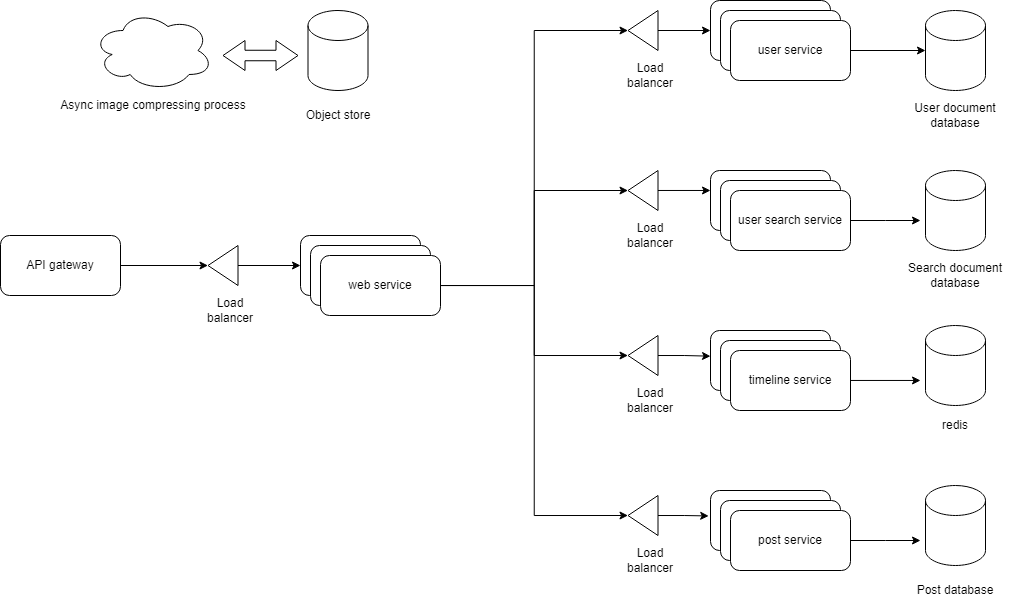 user service
Load
balancer
Async image compressing process
Object store
User document
database
user search service
Load
balancer
API gateway
web service
Load
balancer
Search document
database
timeline service
Load
balancer
redis
post service
Load
balancer
Post database